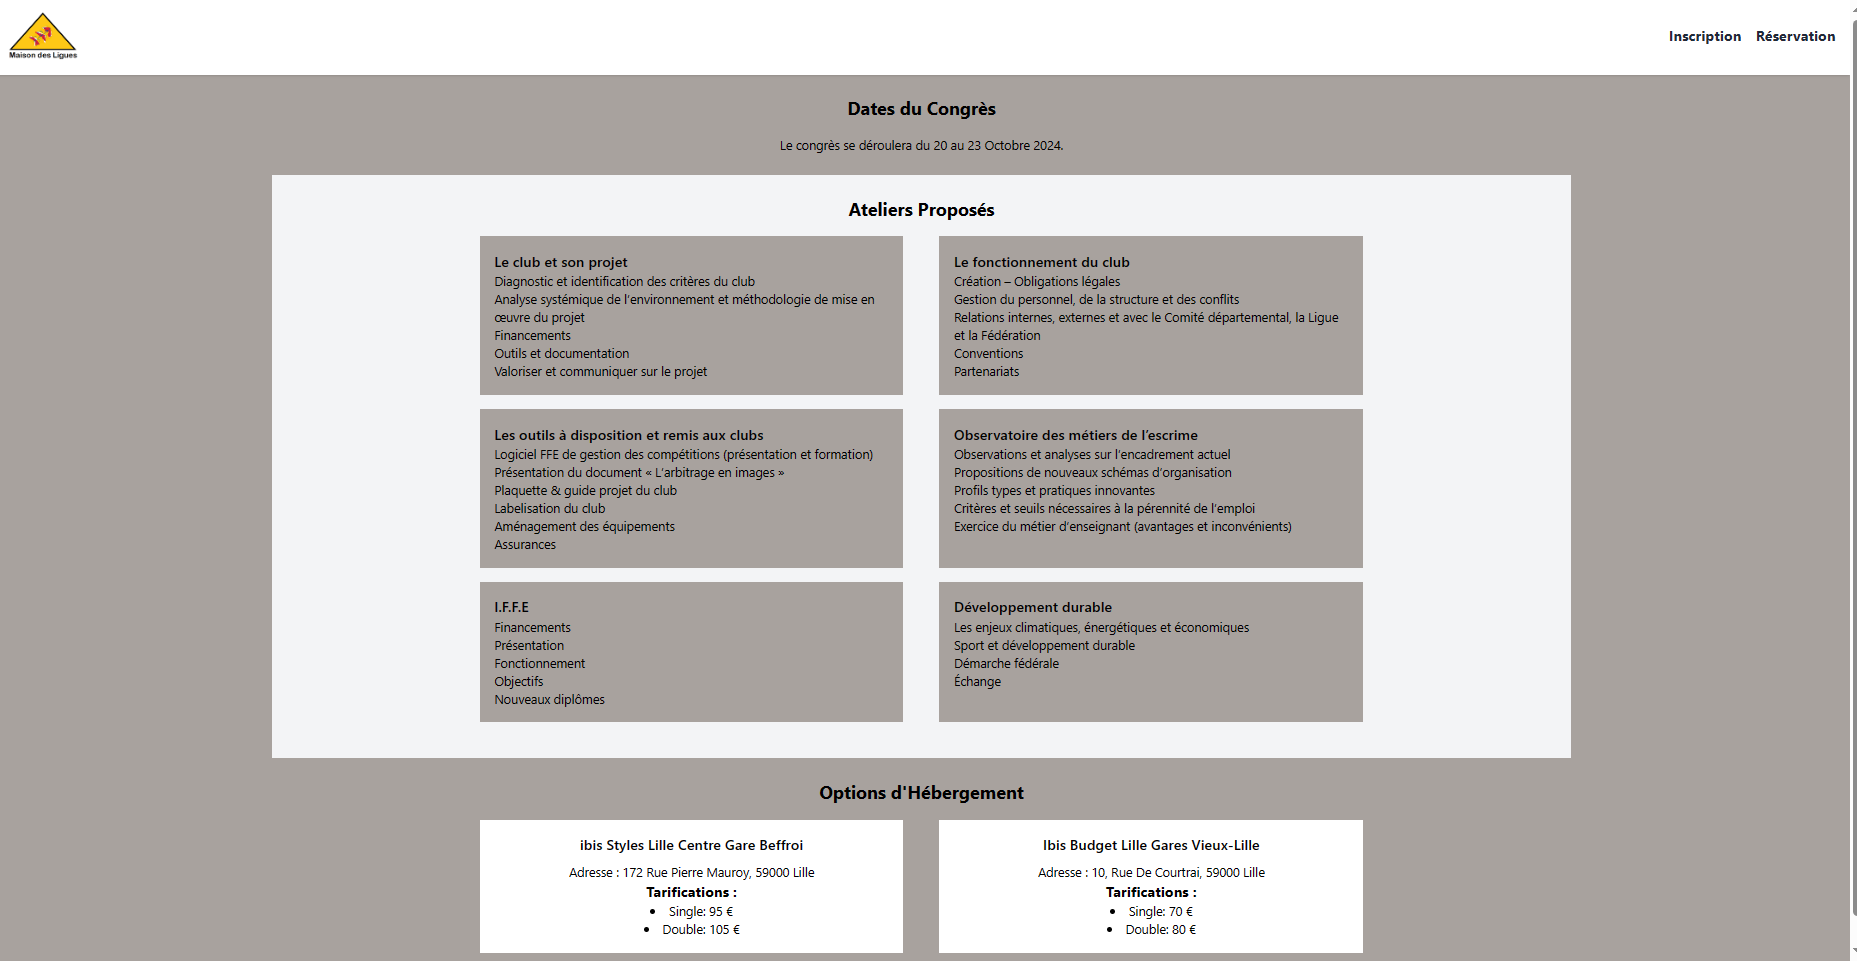 Maison des Ligues
Inscription Réservation
Dates du Congrès
Le congrès se déroulera du 20 au 23 Octobre 2024.
Ateliers Proposés
Le club et son projet
Diagnostic et identification des critères du club
Analyse systémique de l'environnement et méthodologie de mise en
œuvre du projet
Financements
Outils et documentation
Valoriser et communiquer sur le projet
Le fonctionnement du club
Création – Obligations légales
Gestion du personnel, de la structure et des conflits
Relations internes, externes et avec le Comité départemental, la Ligue
et la Fédération
Conventions
Partenariats
Les outils à disposition et remis aux clubs
Logiciel FFE de gestion des compétitions (présentation et formation)
Présentation du document « L'arbitrage en images »
Plaquette & guide projet du club
Labelisation du club
Aménagement des équipements
Assurances
Observatoire des métiers de l'escrime
Observations et analyses sur l'encadrement actuel
Propositions de nouveaux schémas d'organisation
Profils types et pratiques innovantes
Critères et seuils nécessaires à la pérennité de l'emploi
Exercice du métier d'enseignant (avantages et inconvénients)
I.F.F.E
Financements
Présentation
Fonctionnement
Objectifs
Nouveaux diplômes
Développement durable
Les enjeux climatiques, énergétiques et économiques
Sport et développement durable
Démarche fédérale
Échange
Options d'Hébergement
ibis Styles Lille Centre Gare Beffroi
Adresse : 172 Rue Pierre Mauroy, 59000 Lille
Tarifications :
• Single: 95 €
• Double: 105 €
Ibis Budget Lille Gares Vieux-Lille
Adresse : 10, Rue De Courtrai, 59000 Lille
Tarifications :
• Single: 70 €
• Double: 80 €